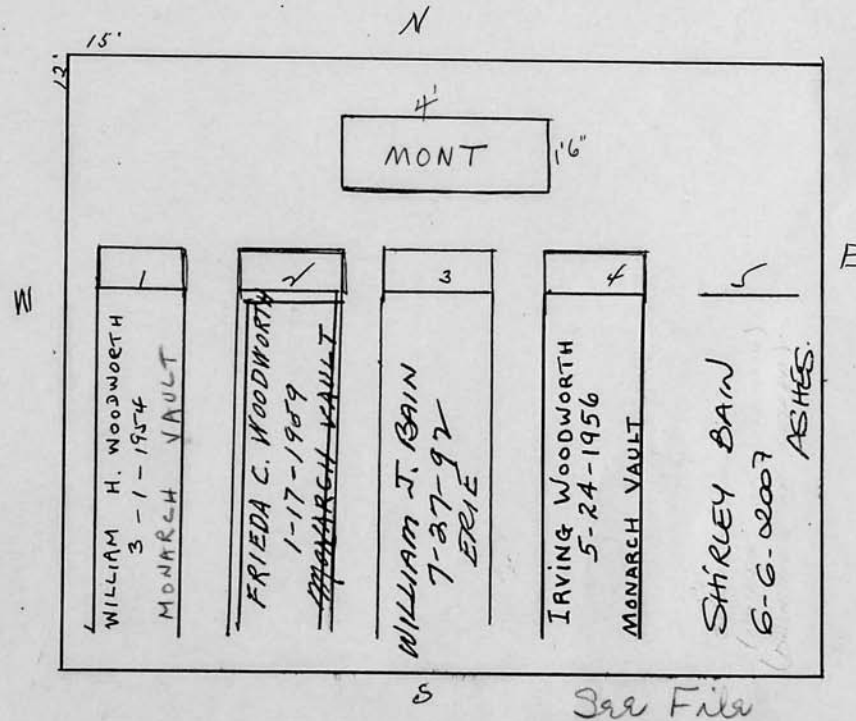 N
15'
12'
4'
MONT
1'6"
W
E
1
WILLIAM H. WOODWORTH
3-1-1954
MONARCH VAULT
2
FRIEDA C. WOODWORTH
1-17-1969
MONARCH VAULT
3
WILLIAM J. BAIN
7-27-92
ERIE
4
IRVING WOODWORTH
5-24-1956
MONARCH VAULT
5
SHIRLEY BAIN
6-6-2007
ASHES.
S
See File